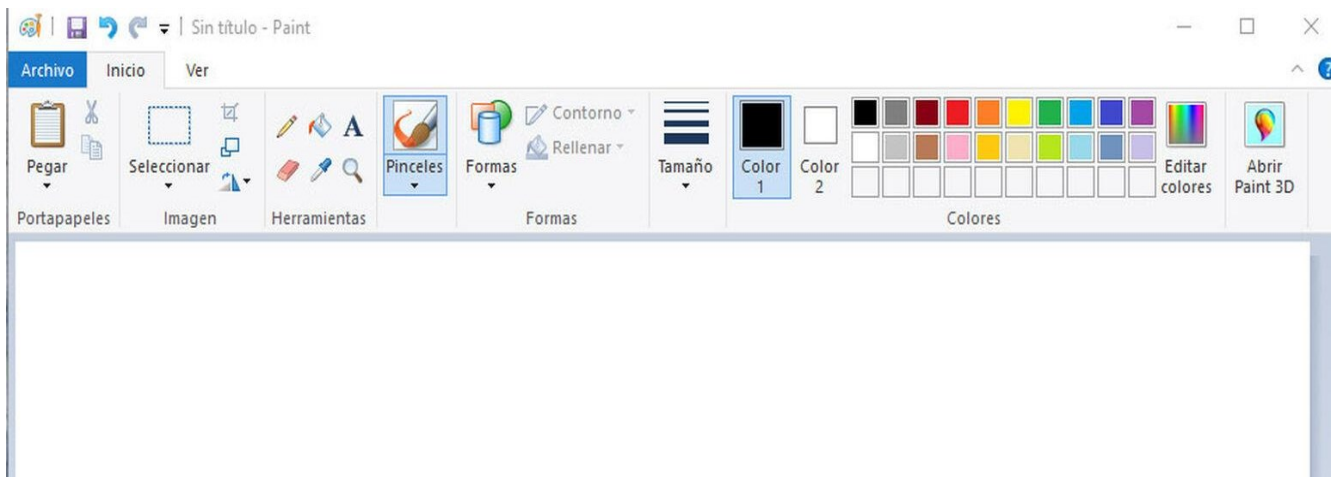 Sin título - Paint
Archivo Inicio Ver
Pegar
Portapapeles
Seleccionar
Imagen
A
Herramientas
Pinceles
Formas
Contorno
Rellenar
Formas
Tamaño
Color 1
Color 2
Editar colores
Colores
Abrir Paint 3D
?